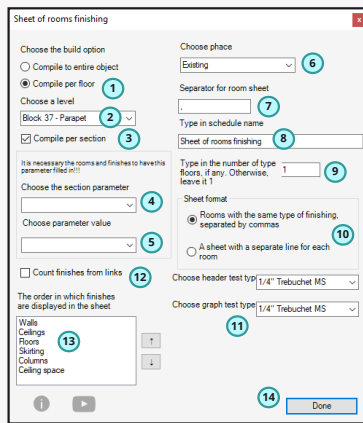 Sheet of rooms finishing
x
Choose the build option
Compile to entire object
Compile per floor
1
Choose a level
Block 37 - Parapet
2
Compile per section
3
It is necessary the rooms and finishes to have this
parameter filled in!!!
Choose the section parameter
4
Choose parameter value
5
Count finishes from links
12
The order in which finishes
are displayed in the sheet
Walls
Ceilings
Floors
Skirting
Columns
Ceiling space
13
↑
↓
i
Choose phace
Existing
6
Separator for room sheet
,
7
Type in schedule name
Sheet of rooms finishing
8
Type in the number of type
floors, if any. Otherwise,
leave it 1
1
9
Sheet format
Rooms with the same type of finishing,
separated by commas
10
A sheet with a separate line for each
room
Choose header test typ
1/4" Trebuchet MS
Choose graph test type
1/4" Trebuchet MS
11
14
Done